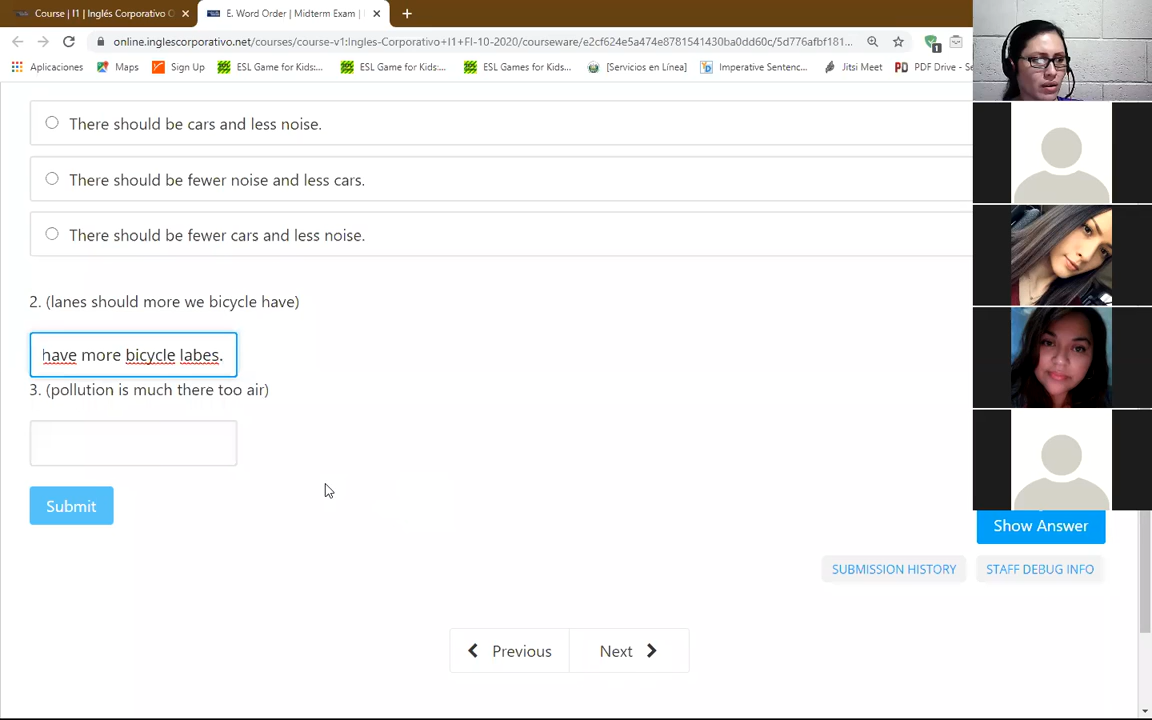 Course | I1 | Inglés Corporativo C
E. Word Order | Midterm Exam |
online.inglescorporativo.net/courses/course-v1:Ingles-Corporativo+I1+FI-10-2020/courseware/e2cf624e5a474e8781541430ba0dd60c/5d776afbf181...
1
Aplicaciones
Maps
Sign Up
ESL Game for Kids:...
ESL Game for Kids:...
ESL Games for Kids:...
[Servicios en Línea]
Imperative Sentenc...
Jitsi Meet
PD
PDF Drive - Se
There should be cars and less noise.
There should be fewer noise and less cars.
There should be fewer cars and less noise.
2. (lanes should more we bicycle have)
have more bicycle labes.
3. (pollution is much there too air)
Submit
Show Answer
SUBMISSION HISTORY
STAFF DEBUG INFO
Previous
Next